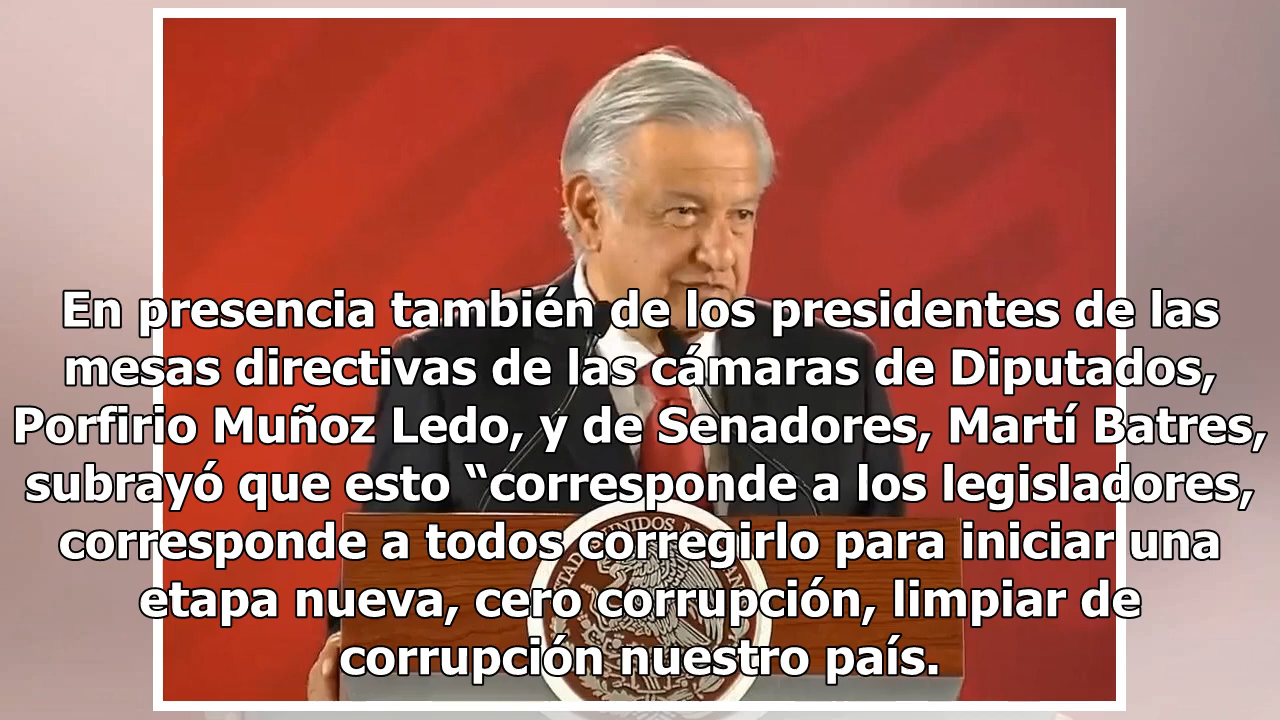 En presencia también de los presidentes de las
mesas directivas de las cámaras de Diputados,
Porfirio Muñoz Ledo, y de Senadores, Martí Batres,
subrayó que esto “corresponde a los legisladores,
corresponde a todos corregirlo para iniciar una
etapa nueva, cero corrupción, limpiar de
corrupción nuestro país.
UNIDOS